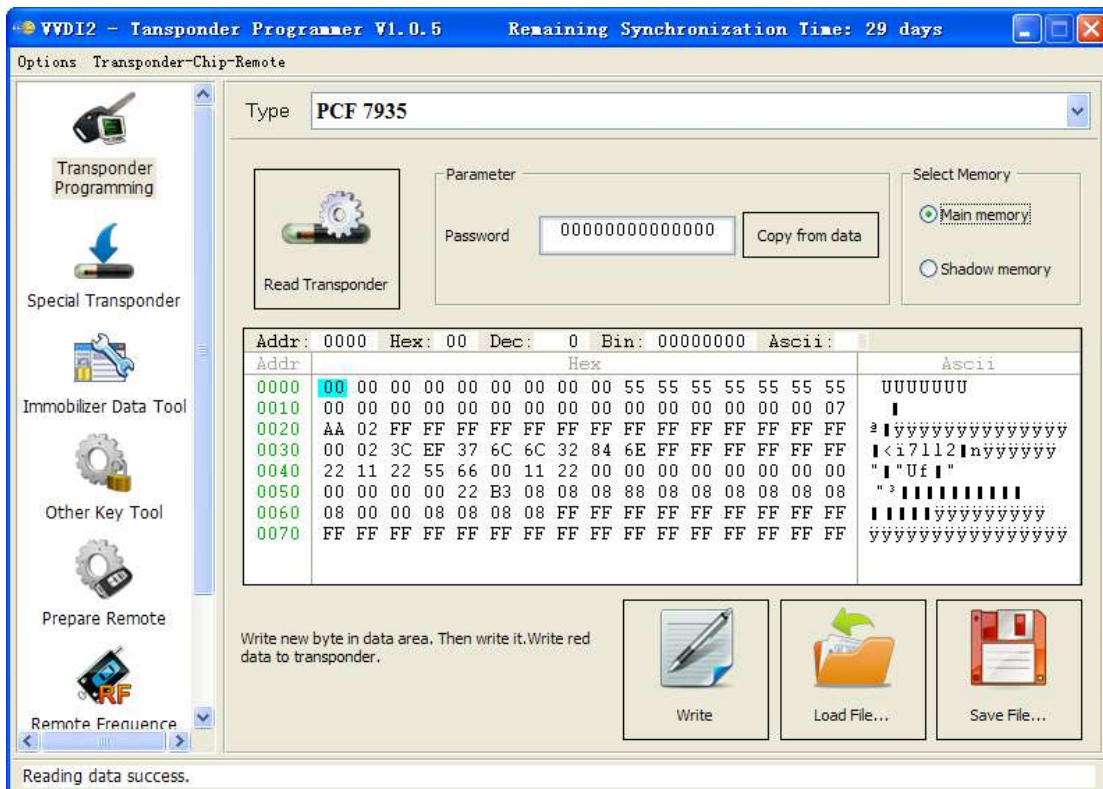 VVDI2 - Tansponder Programmer V1.0.5 Remaining Synchronization Time: 29 days
Options Transponder-Chip-Remote
Transponder Programming
Special Transponder
Immobilizer Data Tool
Other Key Tool
Prepare Remote
RF
Remote Frequence
Type PCF 7935
Read Transponder
Parameter
Password 00000000000000 Copy from data
Select Memory
Main memory
Shadow memory
Addr: 0000 Hex: 00 Dec: 0 Bin: 00000000 Ascii:
Addr Hex Ascii
0000 00 00 00 00 00 00 00 00 00 55 55 55 55 55 55 55 UUUUUUU
0010 00 00 00 00 00 00 00 00 00 00 00 00 00 00 00 07
0020 AA 02 FF FF FF FF FF FF FF FF FF FF FF FF FF FF ª ÿÿÿÿÿÿÿÿÿÿÿÿÿÿ
0030 00 02 3C EF 37 6C 6C 32 84 6E FF FF FF FF FF FF <ï7ll2 nÿÿÿÿÿÿ
0040 22 11 22 55 66 00 11 22 00 00 00 00 00 00 00 00 " "Uf "
0050 00 00 00 00 22 B3 08 08 08 88 08 08 08 08 08 08 "³
0060 08 00 00 08 08 08 08 FF FF FF FF FF FF FF FF FF ÿÿÿÿÿÿÿÿÿ
0070 FF FF FF FF FF FF FF FF FF FF FF FF FF FF FF FF ÿÿÿÿÿÿÿÿÿÿÿÿÿÿÿÿ
Write new byte in data area. Then write it.Write red
data to transponder.
Write
Load File...
Save File...
Reading data success.